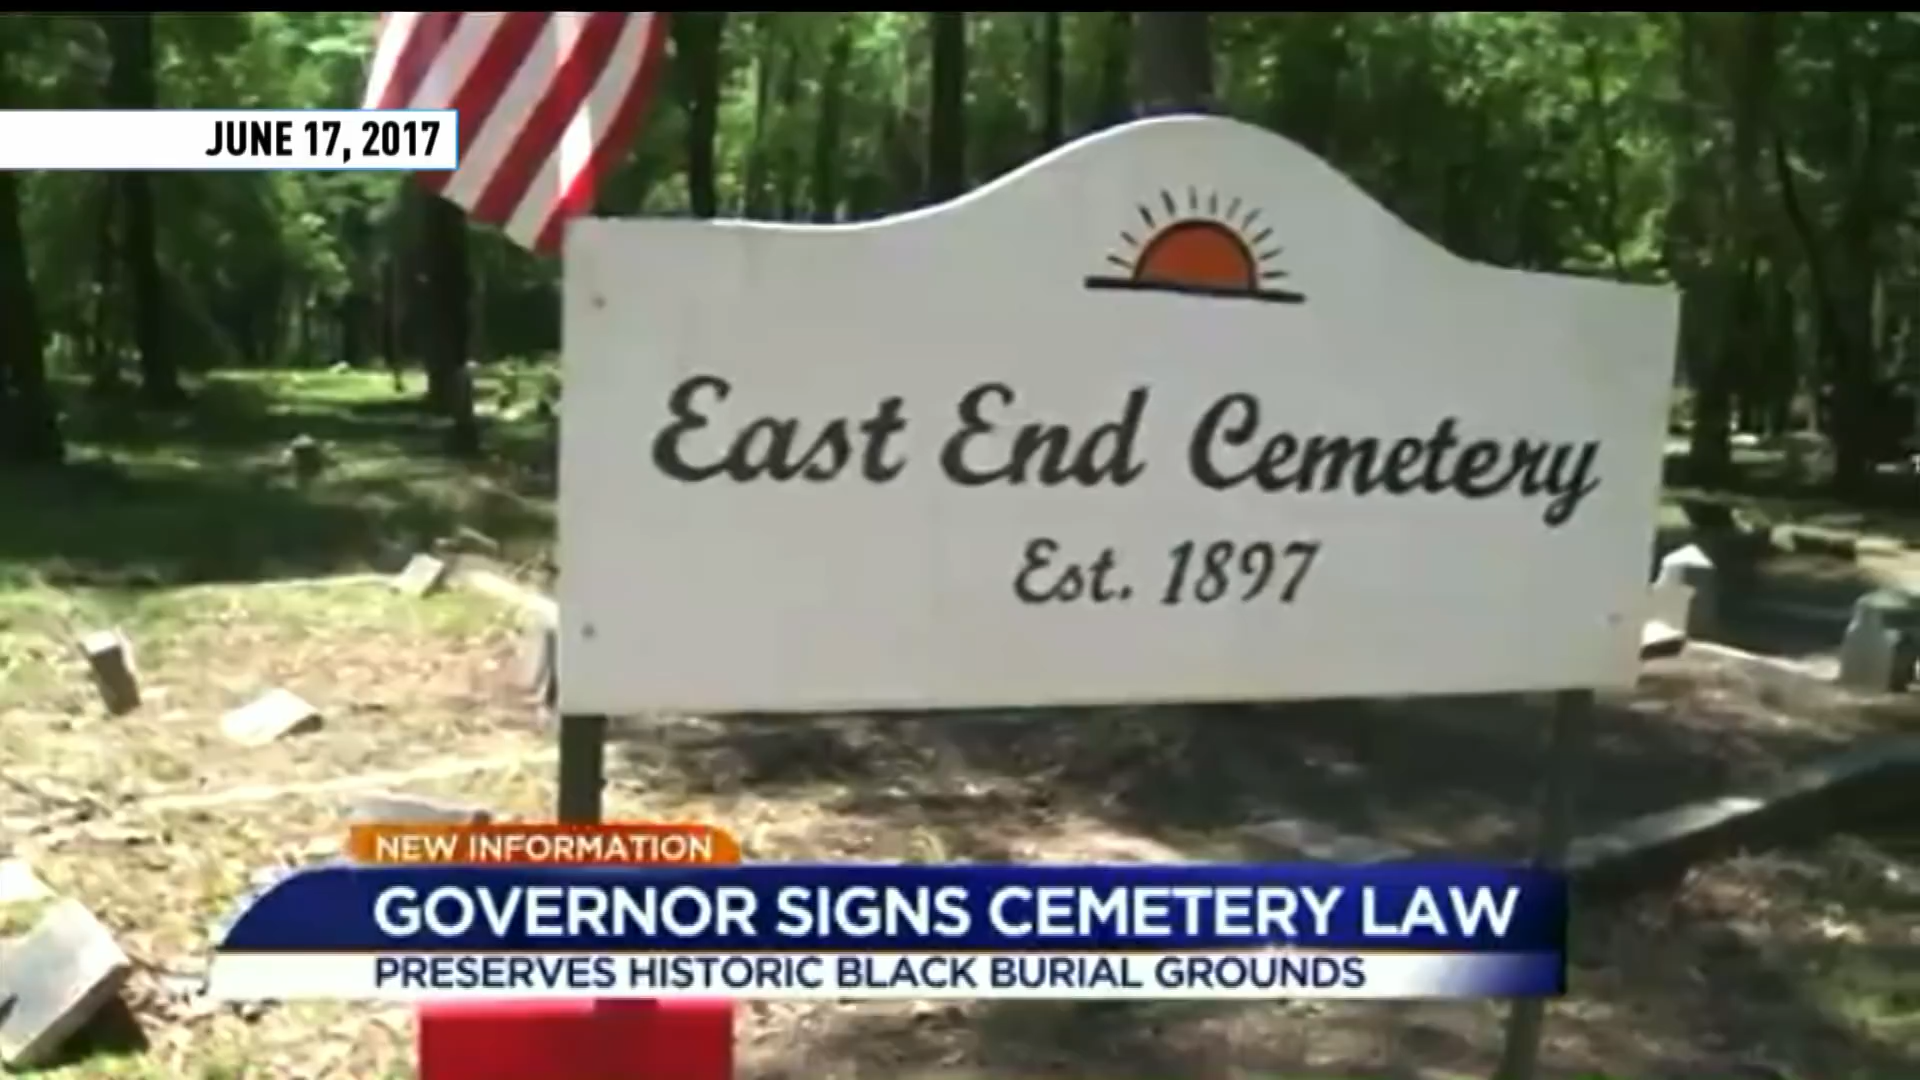 JUNE 17, 2017
East End Cemetery
Est. 1897
NEW INFORMATION
GOVERNOR SIGNS CEMETERY LAW
PRESERVES HISTORIC BLACK BURIAL GROUNDS